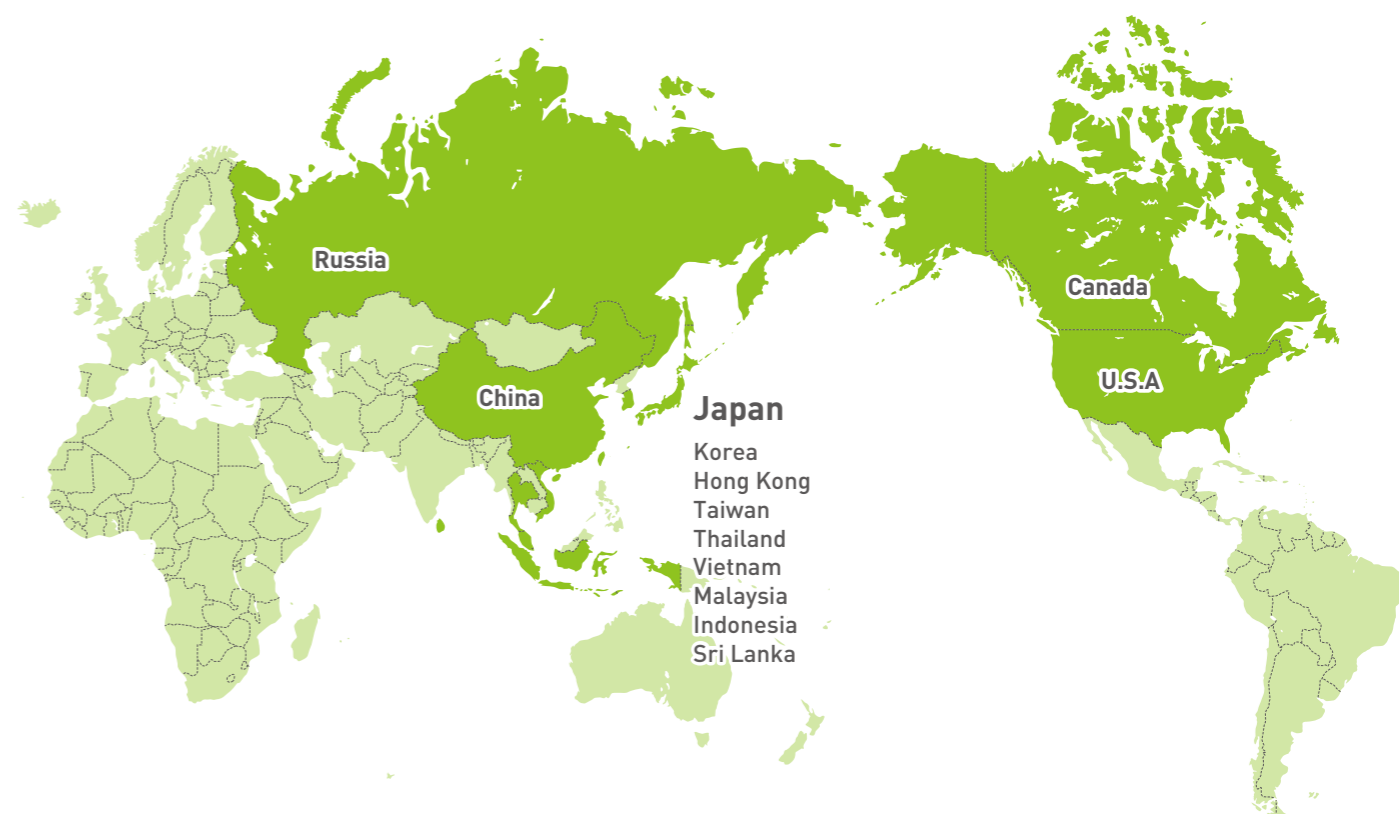 Russia
Canada
U.S.A
China
Japan
Korea
Hong Kong
Taiwan
Thailand
Vietnam
Malaysia
Indonesia
Sri Lanka